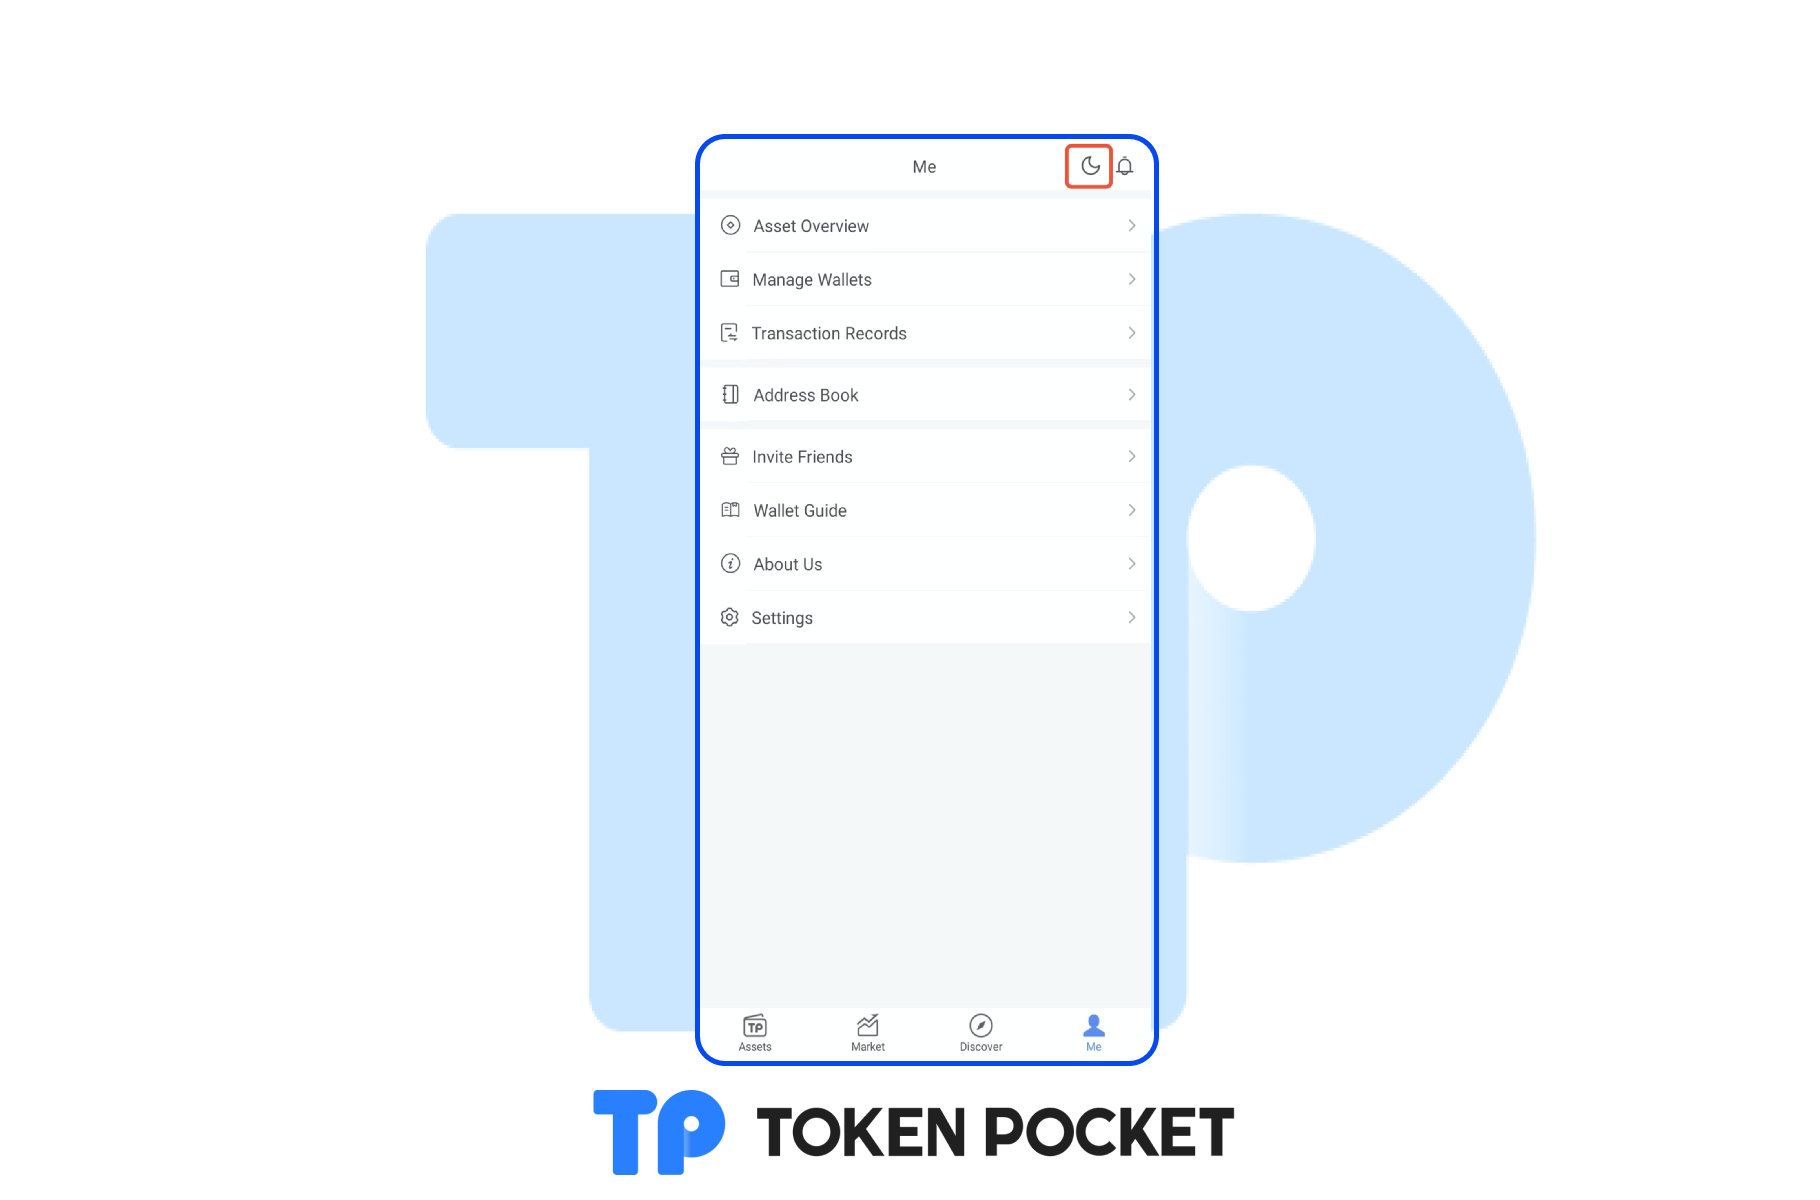 Me
Asset Overview
Manage Wallets
Transaction Records
Address Book
Invite Friends
Wallet Guide
About Us
Settings
TP
Assets
Market
Discover
Me
TP TOKEN POCKET